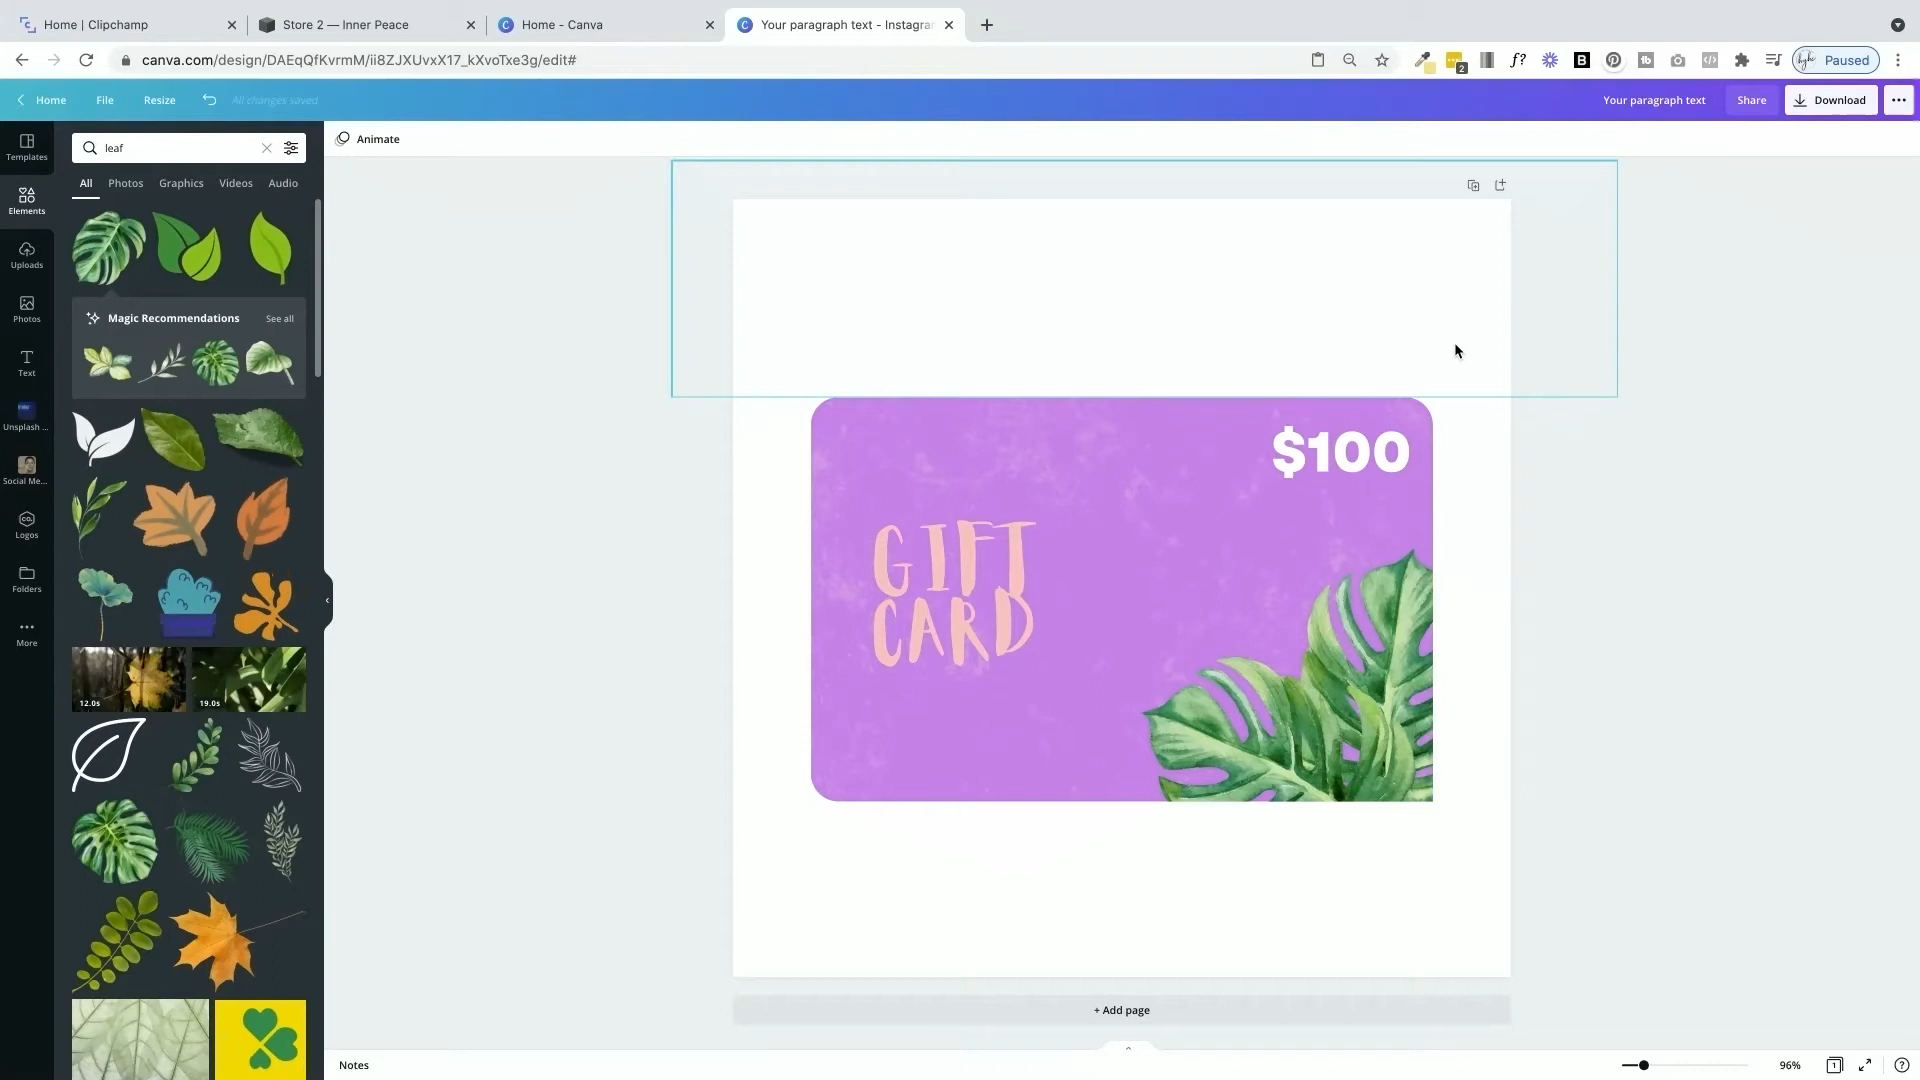 Home | Clipchamp
Store 2 — Inner Peace
Home - Canva
Your paragraph text - Instagra
canva.com/design/DAEqQfKvrmM/ii8ZJXUvxX17_kXvoTxe3g/edit#
2
f?
B
Paused
Home
File
Resize
All changes saved
Your paragraph text
Share
Download
Templates
Elements
Uploads
Photos
Text
Unsplash ...
Social Me...
CO.
Logos
Folders
More
leaf
All
Photos
Graphics
Videos
Audio
Magic Recommendations
See all
12.0s
19.0s
Animate
$100
GIFT
CARD
+ Add page
Notes
96%
1